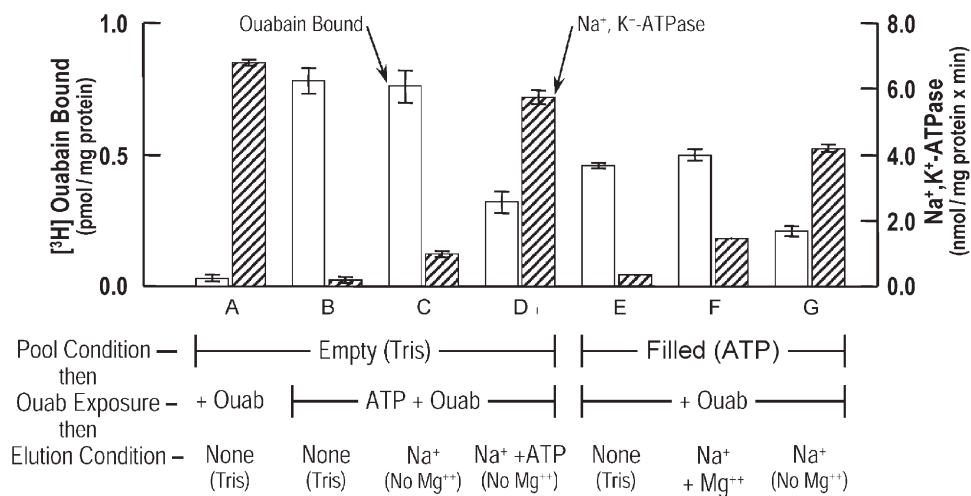 Ouabain Bound
Na⁺, K⁻-ATPase
[³H] Ouabain Bound
(pmol/mg protein)
1.0
0.5
0.0
8.0
6.0
4.0
2.0
0.0
Na⁺,K⁺-ATPase
(nmol/mg protein x min)
A B C D E F G
Pool Condition – Empty (Tris) Filled (ATP)
then
Ouab Exposure – + Ouab ATP + Ouab + Ouab
then
Elution Condition – None None Na⁺ Na⁺ +ATP None Na⁺ Na⁺
(Tris) (Tris) (No Mg⁺⁺) (No Mg⁺⁺) (Tris) + Mg⁺⁺ (No Mg⁺⁺)